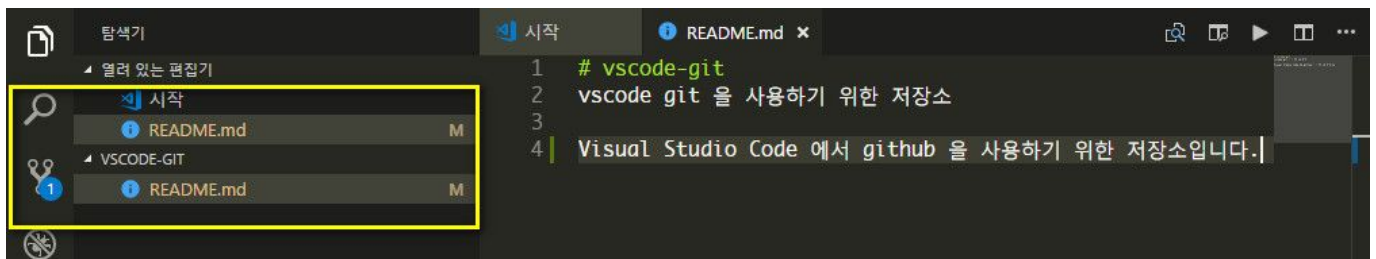 탐색기
열려 있는 편집기
시작
README.md M
VSCODE-GIT
README.md M
1
시작 README.md
1 # vscode-git
2 vscode git 을 사용하기 위한 저장소
3
4 Visual Studio Code 에서 github 을 사용하기 위한 저장소입니다.